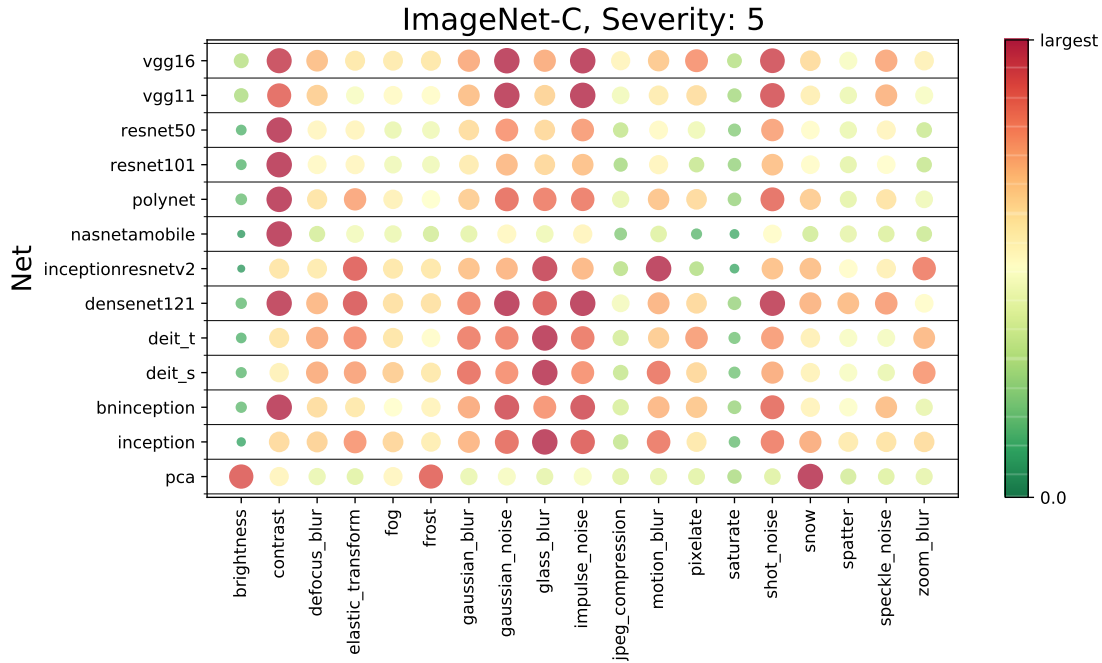 ImageNet-C, Severity: 5
Net
vgg16
vgg11
resnet50
resnet101
polynet
nasnetamobile
inceptionresnetv2
densenet121
deit_t
deit_s
bninception
inception
pca
brightness
contrast
defocus_blur
elastic_transform
fog
frost
gaussian_blur
gaussian_noise
glass_blur
impulse_noise
jpeg_compression
motion_blur
pixelate
saturate
shot_noise
snow
spatter
speckle_noise
zoom_blur
largest
0.0